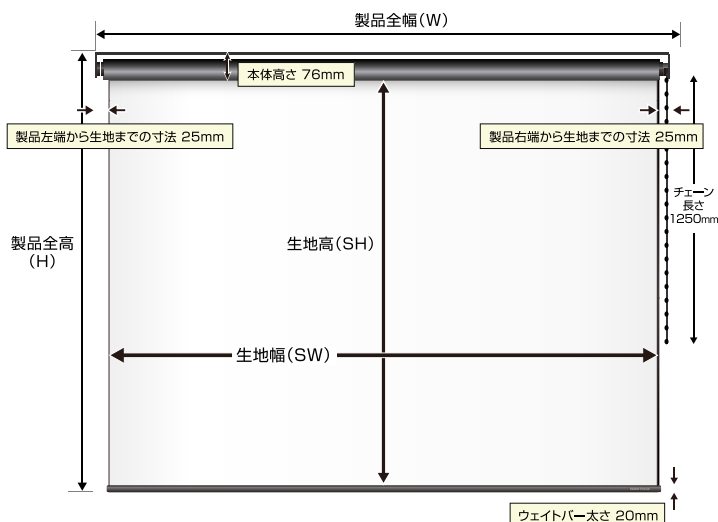 製品全幅（W）
本体高さ 76mm
製品左端から生地までの寸法 25mm
製品右端から生地までの寸法 25mm
チェーン
長さ
1250mm
製品全高
（H）
生地高（SH）
生地幅（SW）
ウェイトバー太さ 20mm